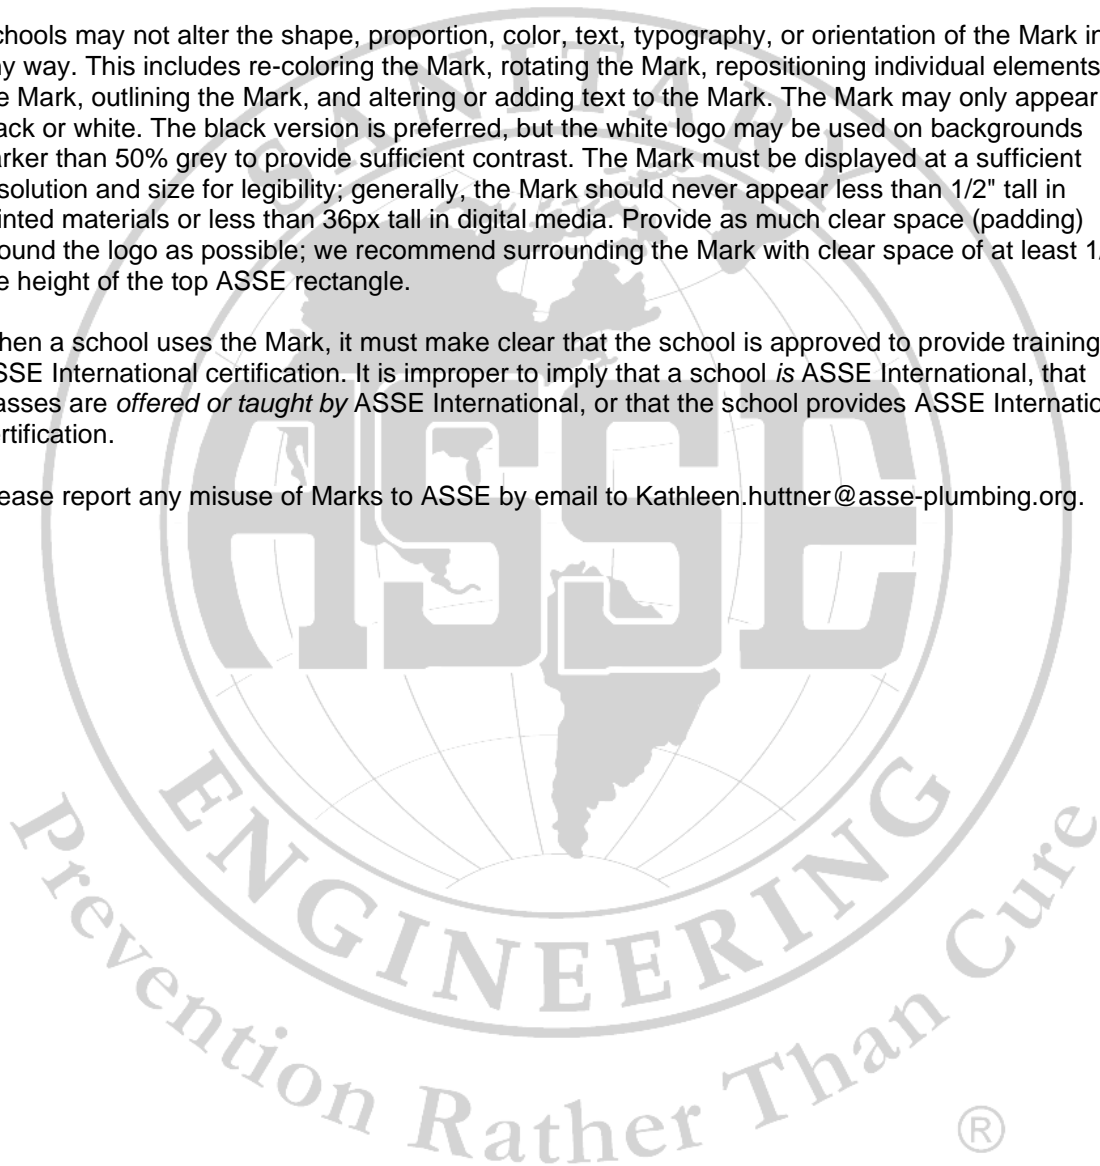 chools may not alter the shape, proportion, color, text, typography, or orientation of the Mark in
ny way. This includes re-coloring the Mark, rotating the Mark, repositioning individual elements
e Mark, outlining the Mark, and altering or adding text to the Mark. The Mark may only appear
ack or white. The black version is preferred, but the white logo may be used on backgrounds
arker than 50% grey to provide sufficient contrast. The Mark must be displayed at a sufficient
solution and size for legibility; generally, the Mark should never appear less than 1/2" tall in
inted materials or less than 36px tall in digital media. Provide as much clear space (padding)
ound the logo as possible; we recommend surrounding the Mark with clear space of at least 1/
e height of the top ASSE rectangle.
hen a school uses the Mark, it must make clear that the school is approved to provide training
SSE International certification. It is improper to imply that a school is ASSE International, that
asses are offered or taught by ASSE International, or that the school provides ASSE Internatio
rtification.
ease report any misuse of Marks to ASSE by email to Kathleen.huttner@asse-plumbing.org.
SANITARY
ASSE
ENGINEERING
Prevention Rather Than Cure
®